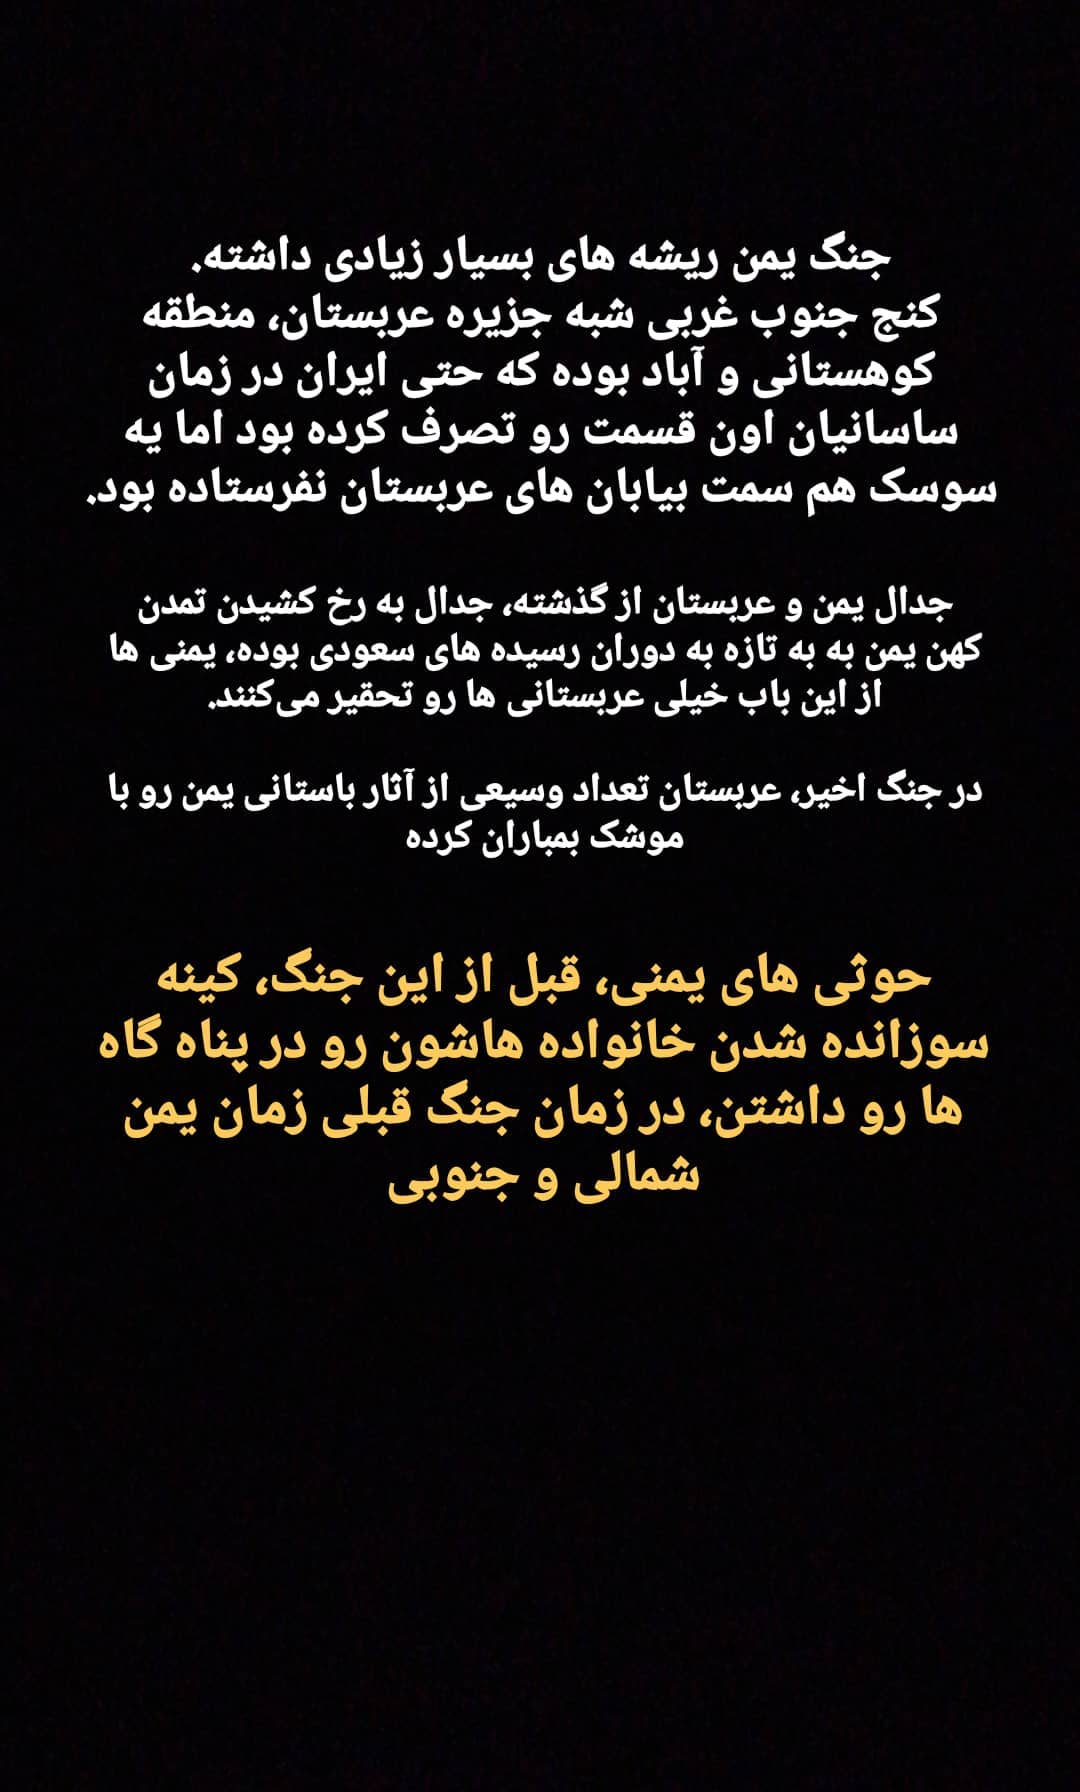 جنگ یمن ریشه های بسیار زیادی داشته.
کنج جنوب غربی شبه جزیره عربستان، منطقه
کوهستانی و آباد بوده که حتی ایران در زمان
ساسانیان اون قسمت رو تصرف کرده بود اما یه
سوسک هم سمت بیابان های عربستان نفرستاده بود.
جدال یمن و عربستان از گذشته، جدال به رخ کشیدن تمدن
کهن یمن به به تازه به دوران رسیده های سعودی بوده، یمنی ها
از این باب خیلی عربستانی ها رو تحقیر می‌کنند.
در جنگ اخیر، عربستان تعداد وسیعی از آثار باستانی یمن رو با
موشک بمباران کرده
حوثی های یمنی، قبل از این جنگ، کینه
سوزانده شدن خانواده هاشون رو در پناه گاه
ها رو داشتن، در زمان جنگ قبلی زمان یمن
شمالی و جنوبی